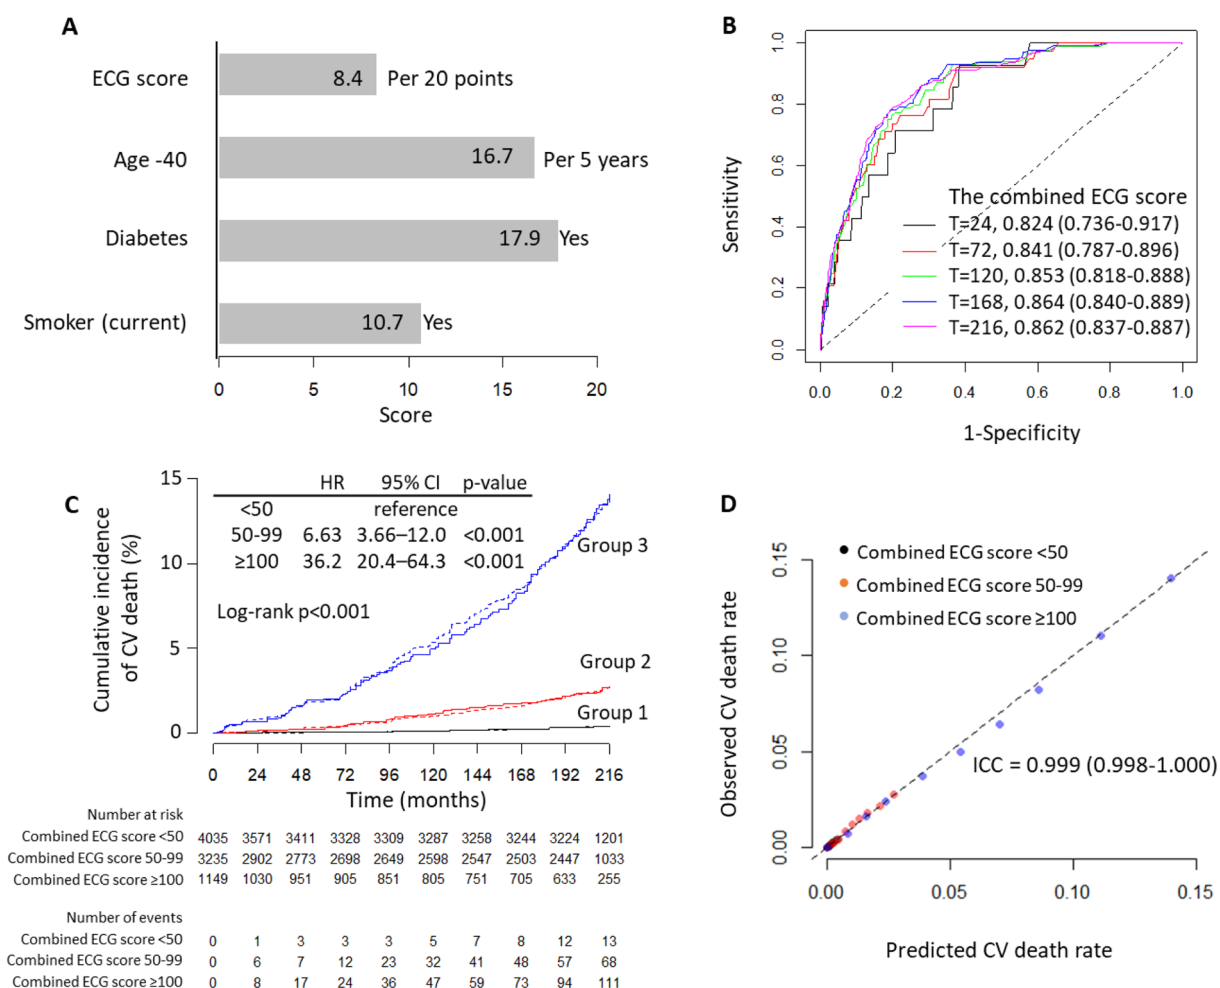 A
ECG score 8.4 Per 20 points
Age -40 16.7 Per 5 years
Diabetes 17.9 Yes
Smoker (current) 10.7 Yes
0 5 10 15 20
Score
B
1.0
0.8
0.6
0.4
0.2
0.0
Sensitivity
The combined ECG score
T=24, 0.824 (0.736-0.917)
T=72, 0.841 (0.787-0.896)
T=120, 0.853 (0.818-0.888)
T=168, 0.864 (0.840-0.889)
T=216, 0.862 (0.837-0.887)
0.0 0.2 0.4 0.6 0.8 1.0
1-Specificity
C
Cumulative incidence
of CV death (%)
15
10
5
0
HR 95% CI p-value
<50 reference
50-99 6.63 3.66–12.0 <0.001
≥100 36.2 20.4–64.3 <0.001
Log-rank p<0.001
Group 3
Group 2
Group 1
0 24 48 72 96 120 144 168 192 216
Time (months)
Number at risk
Combined ECG score <50 4035 3571 3411 3328 3309 3287 3258 3244 3224 1201
Combined ECG score 50-99 3235 2902 2773 2698 2649 2598 2547 2503 2447 1033
Combined ECG score ≥100 1149 1030 951 905 851 805 751 705 633 255
Number of events
Combined ECG score <50 0 1 3 3 3 5 7 8 12 13
Combined ECG score 50-99 0 6 7 12 23 32 41 48 57 68
Combined ECG score ≥100 0 8 17 24 36 47 59 73 94 111
D
Observed CV death rate
0.15
0.10
0.05
0.00
Combined ECG score <50
Combined ECG score 50-99
Combined ECG score ≥100
ICC = 0.999 (0.998-1.000)
0.00 0.05 0.10 0.15
Predicted CV death rate